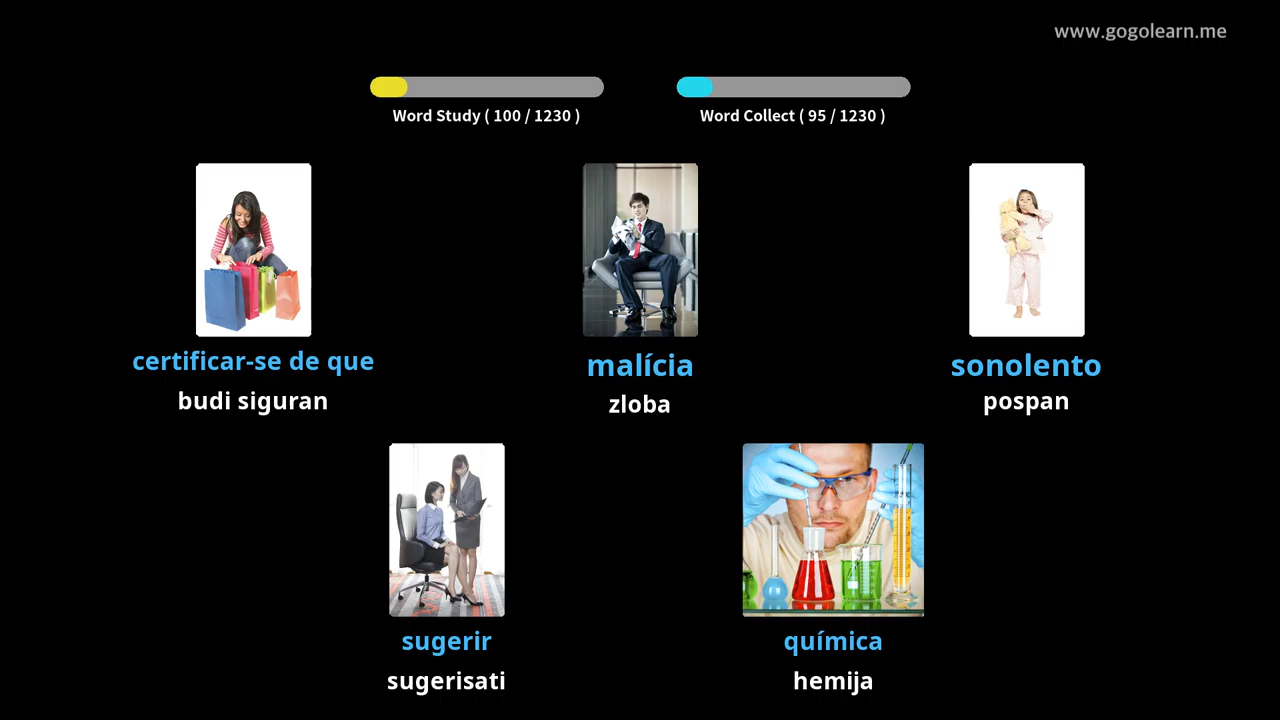 www.gogolearn.me
Word Study ( 100 / 1230 )
Word Collect ( 95 / 1230 )
certificar-se de que
budi siguran
malícia
zloba
sonolento
pospan
sugerir
sugerisati
química
hemija